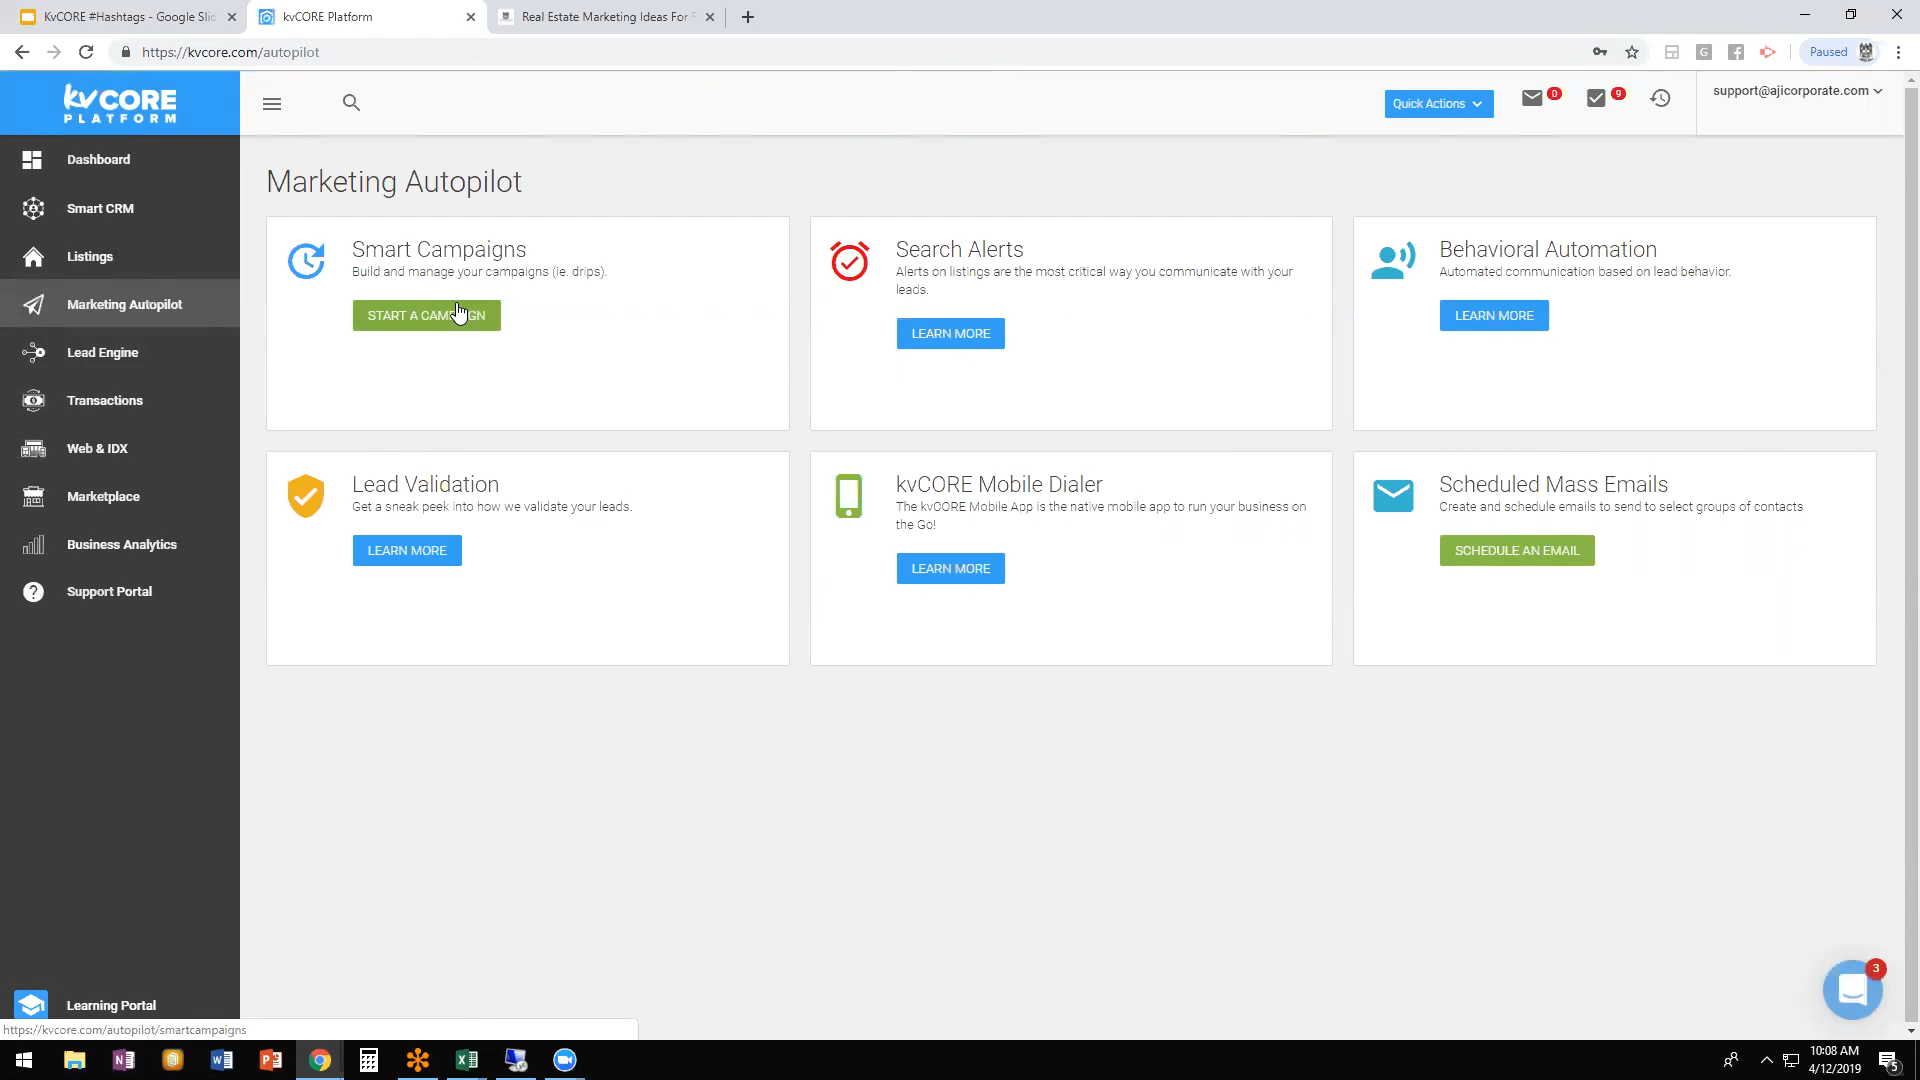 KvCORE #Hashtags - Google Sli
kvCORE Platform
Real Estate Marketing Ideas For
https://kvcore.com/autopilot
Paused
kvCORE
PLATFORM
Quick Actions
0
9
support@ajicorporate.com
Dashboard
Smart CRM
Listings
Marketing Autopilot
Lead Engine
Transactions
Web & IDX
Marketplace
Business Analytics
Support Portal
Learning Portal
Marketing Autopilot
Smart Campaigns
Build and manage your campaigns (ie. drips).
START A CAMPAIGN
Search Alerts
Alerts on listings are the most critical way you communicate with your
leads.
LEARN MORE
Behavioral Automation
Automated communication based on lead behavior.
LEARN MORE
Lead Validation
Get a sneak peek into how we validate your leads.
LEARN MORE
kvCORE Mobile Dialer
The kvCORE Mobile App is the native mobile app to run your business on
the Go!
LEARN MORE
Scheduled Mass Emails
Create and schedule emails to send to select groups of contacts
SCHEDULE AN EMAIL
3
https://kvcore.com/autopilot/smartcampaigns
10:08 AM
4/12/2019
5